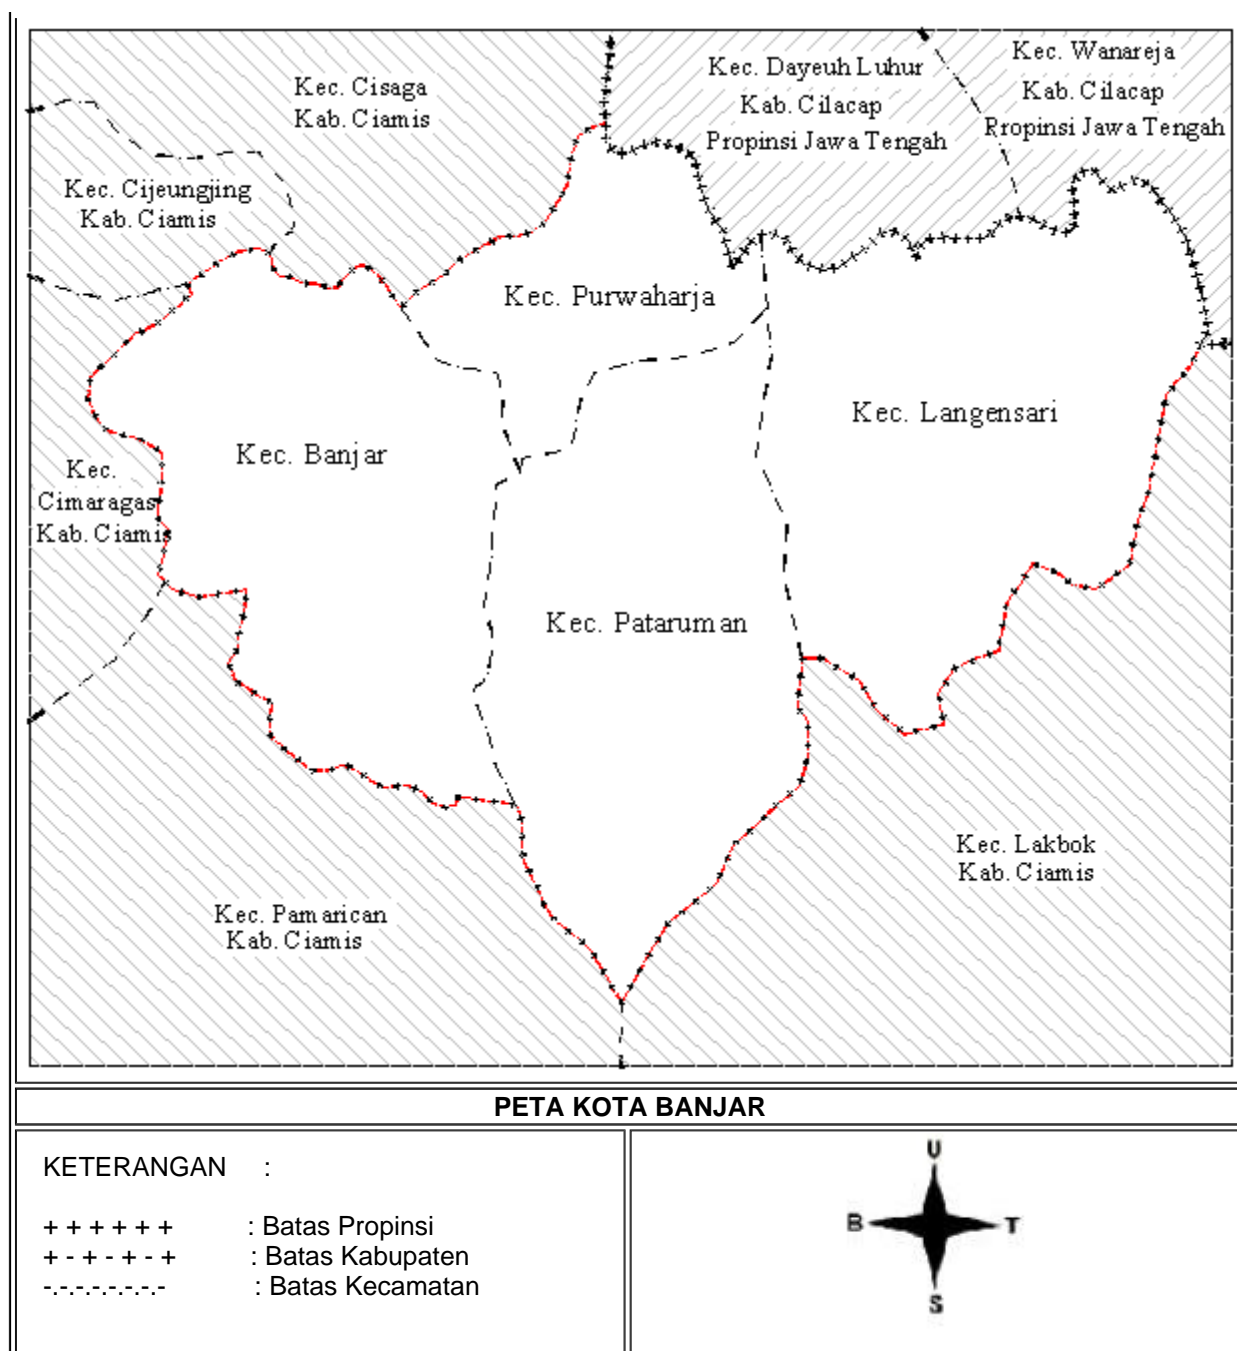 Kec. Cisaga
Kab. Ciamis
Kec. Dayeuh Luhur
Kab. Cilacap
Propinsi Jawa Tengah
Kec. Wanareja
Kab. Cilacap
Propinsi Jawa Tengah
Kec. Cijeungjing
Kab. Ciamis
Kec. Purwaharja
Kec. Langensari
Kec. Banjar
Kec.
Cimaragas
Kab. Ciamis
Kec. Pataruman
Kec. Lakbok
Kab. Ciamis
Kec. Pamarican
Kab. Ciamis
PETA KOTA BANJAR
KETERANGAN :
+ + + + + + : Batas Propinsi
+ - + - + - + : Batas Kabupaten
-.-.-.-.-.-.-.- : Batas Kecamatan
U
B T
S